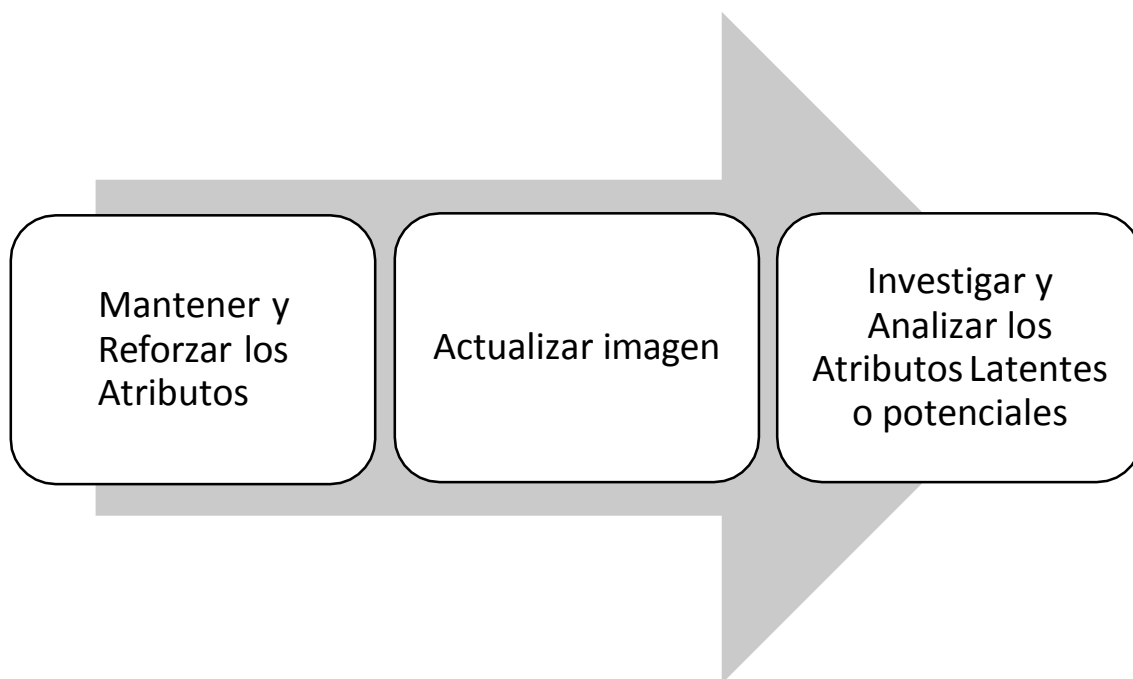 Mantener y
Reforzar los
Atributos
Actualizar imagen
Investigar y
Analizar los
Atributos Latentes
o potenciales